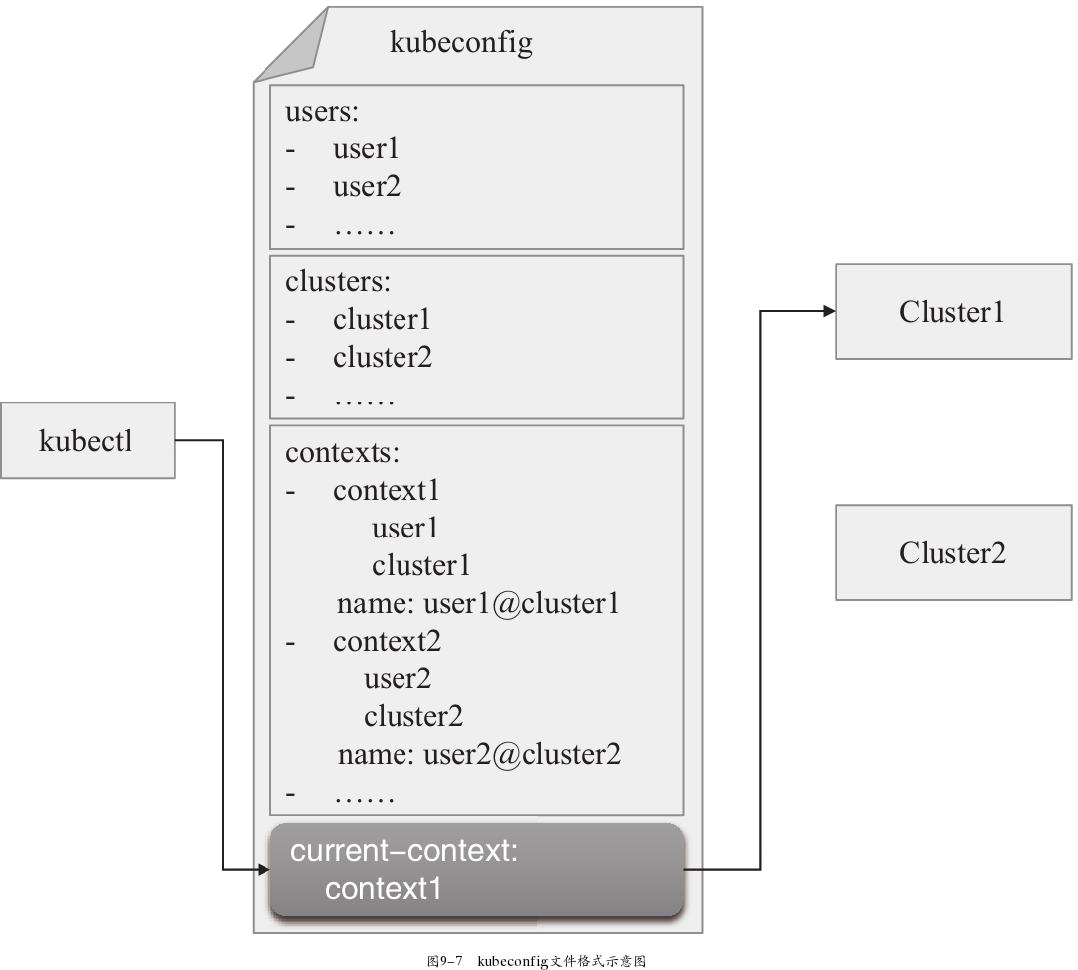 kubeconfig
users:
- user1
- user2
- ……
clusters:
- cluster1
- cluster2
- ……
contexts:
- context1
user1
cluster1
name: user1@cluster1
- context2
user2
cluster2
name: user2@cluster2
- ……
current-context:
context1
kubectl
Cluster1
Cluster2
图9-7 kubeconfig文件格式示意图